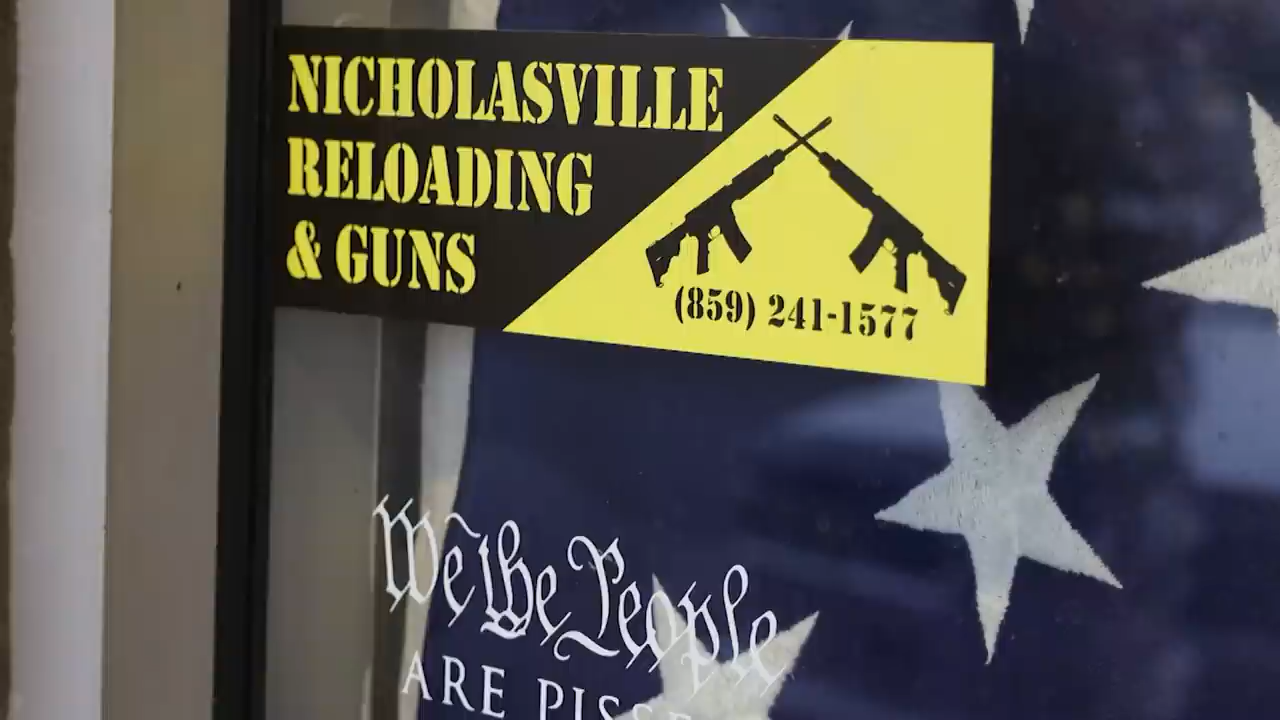 NICHOLASVILLE
RELOADING
& GUNS
(859) 241-1577
We the People
ARE